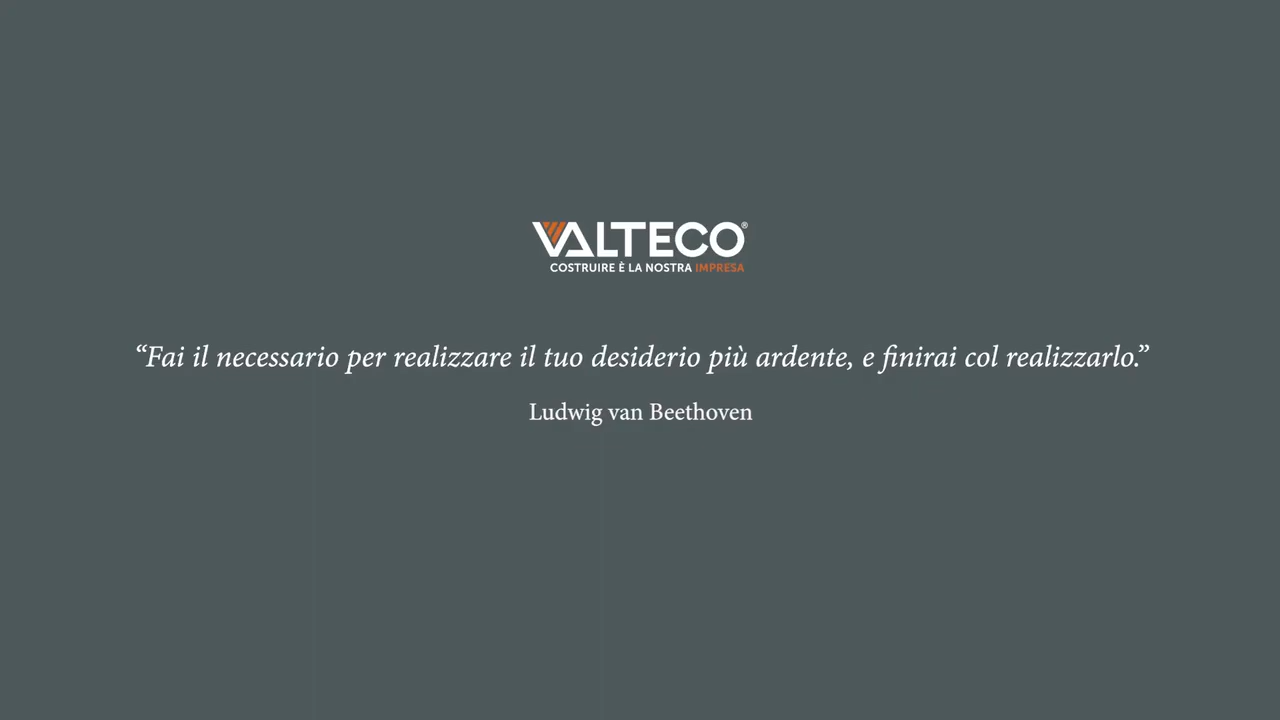 VALTECO®
COSTRUIRE È LA NOSTRA IMPRESA
“Fai il necessario per realizzare il tuo desiderio più ardente, e finirai col realizzarlo.”
Ludwig van Beethoven